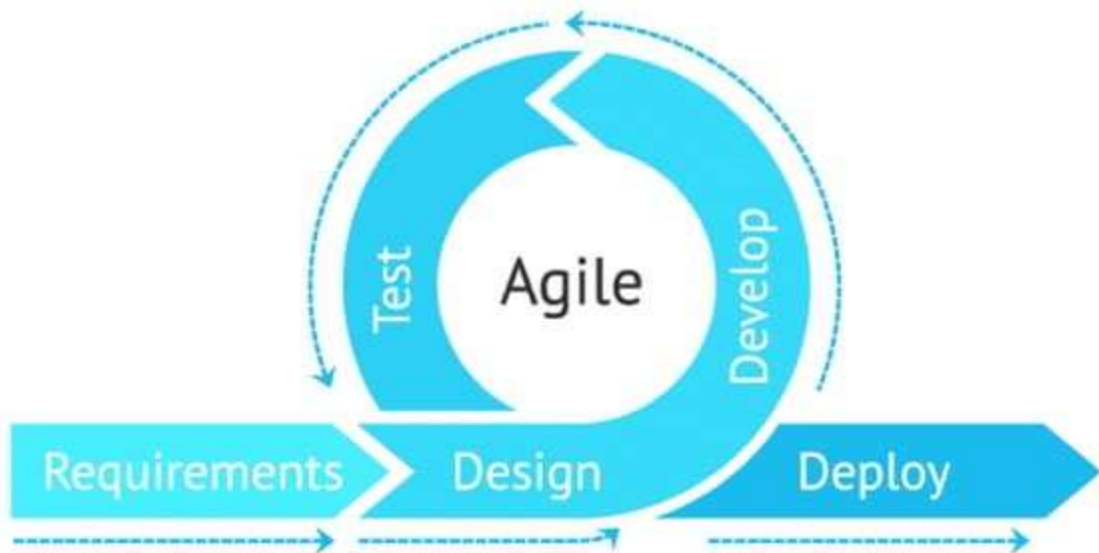 Agile
Test
Develop
Requirements
Design
Deploy